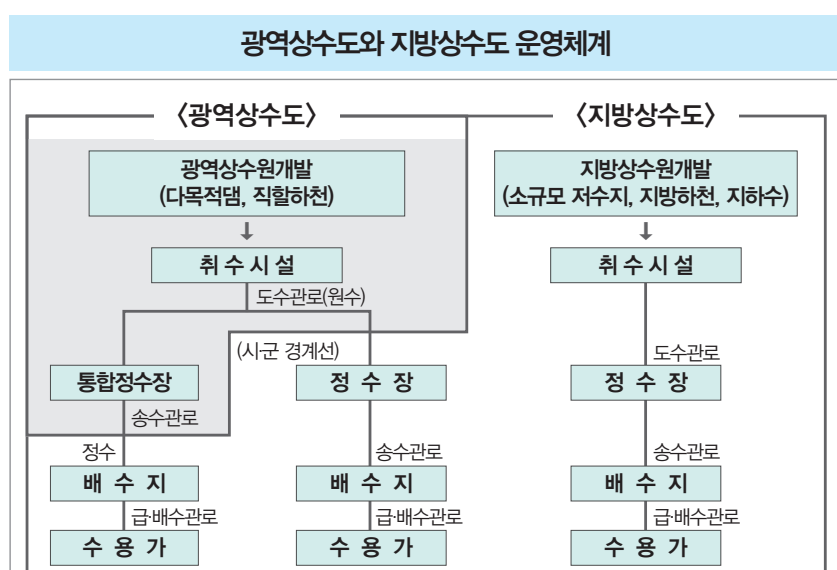 광역상수도와 지방상수도 운영체계
〈광역상수도〉
〈지방상수도〉
광역상수원개발
(다목적댐, 직할하천)
지방상수원개발
(소규모 저수지, 지방하천, 지하수)
취 수 시 설
취 수 시 설
도수관로(원수)
(시·군 경계선)
도수관로
통합정수장
정 수 장
정 수 장
송수관로
정수
송수관로
송수관로
배 수 지
배 수 지
배 수 지
급·배수관로
급·배수관로
급·배수관로
수 용 가
수 용 가
수 용 가